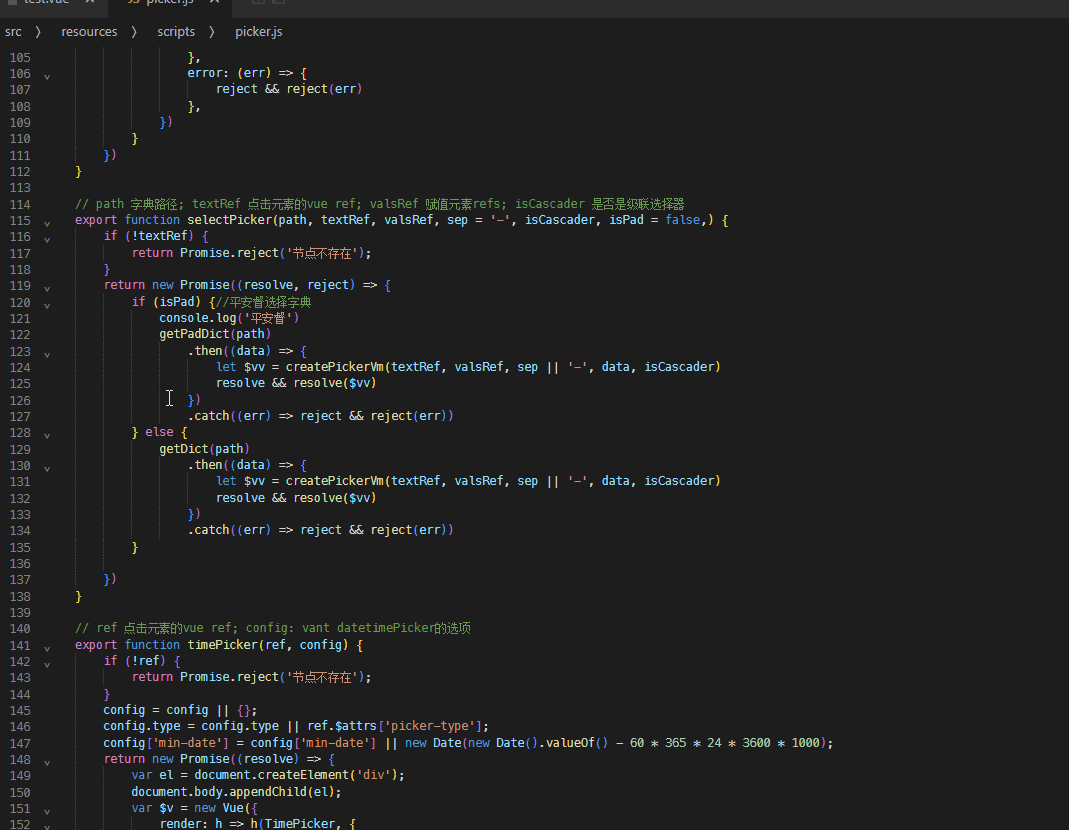 test.vue JS picker.js
src > resources > scripts > picker.js
105 },
106 error: (err) => {
107 reject && reject(err)
108 },
109 })
110 }
111 })
112 }
113
114 // path 字典路径; textRef 点击元素的vue ref; valsRef 赋值元素refs; isCascader 是否是级联选择器
115 export function selectPicker(path, textRef, valsRef, sep = '-', isCascader, isPad = false,) {
116 if (!textRef) {
117 return Promise.reject('节点不存在');
118 }
119 return new Promise((resolve, reject) => {
120 if (isPad) {//平安督选择字典
121 console.log('平安督')
122 getPadDict(path)
123 .then((data) => {
124 let $vv = createPickerVm(textRef, valsRef, sep || '-', data, isCascader)
125 resolve && resolve($vv)
126 })
127 .catch((err) => reject && reject(err))
128 } else {
129 getDict(path)
130 .then((data) => {
131 let $vv = createPickerVm(textRef, valsRef, sep || '-', data, isCascader)
132 resolve && resolve($vv)
133 })
134 .catch((err) => reject && reject(err))
135 }
136
137 })
138 }
139
140 // ref 点击元素的vue ref; config: vant datetimePicker的选项
141 export function timePicker(ref, config) {
142 if (!ref) {
143 return Promise.reject('节点不存在');
144 }
145 config = config || {};
146 config.type = config.type || ref.$attrs['picker-type'];
147 config['min-date'] = config['min-date'] || new Date(new Date().valueOf() - 60 * 365 * 24 * 3600 * 1000);
148 return new Promise((resolve) => {
149 var el = document.createElement('div');
150 document.body.appendChild(el);
151 var $v = new Vue({
152 render: h => h(TimePicker, {